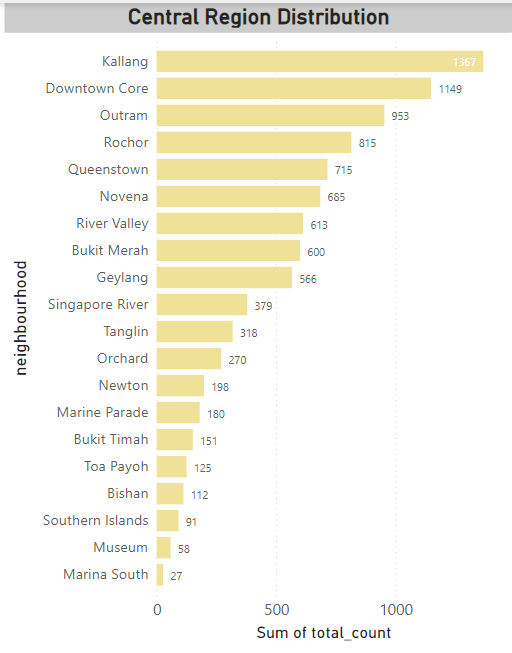 Central Region Distribution
Kallang 1367
Downtown Core 1149
Outram 953
Rochor 815
Queenstown 715
Novena 685
River Valley 613
Bukit Merah 600
Geylang 566
Singapore River 379
Tanglin 318
Orchard 270
Newton 198
Marine Parade 180
Bukit Timah 151
Toa Payoh 125
Bishan 112
Southern Islands 91
Museum 58
Marina South 27
neighbourhood
0 500 1000
Sum of total_count